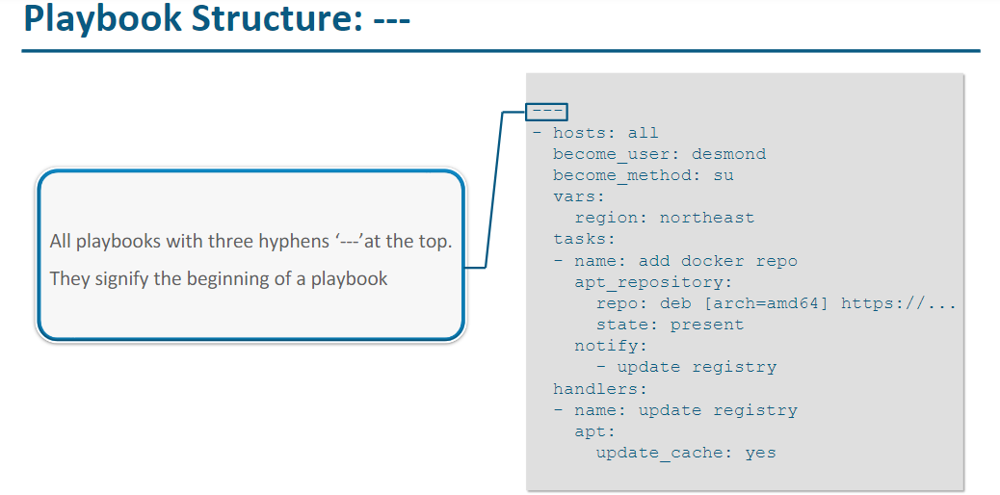 Playbook Structure: ---
All playbooks with three hyphens ‘---’at the top.
They signify the beginning of a playbook
---
- hosts: all
  become_user: desmond
  become_method: su
  vars:
    region: northeast
  tasks:
  - name: add docker repo
    apt_repository:
      repo: deb [arch=amd64] https://...
      state: present
    notify:
      - update registry
  handlers:
  - name: update registry
    apt:
      update_cache: yes